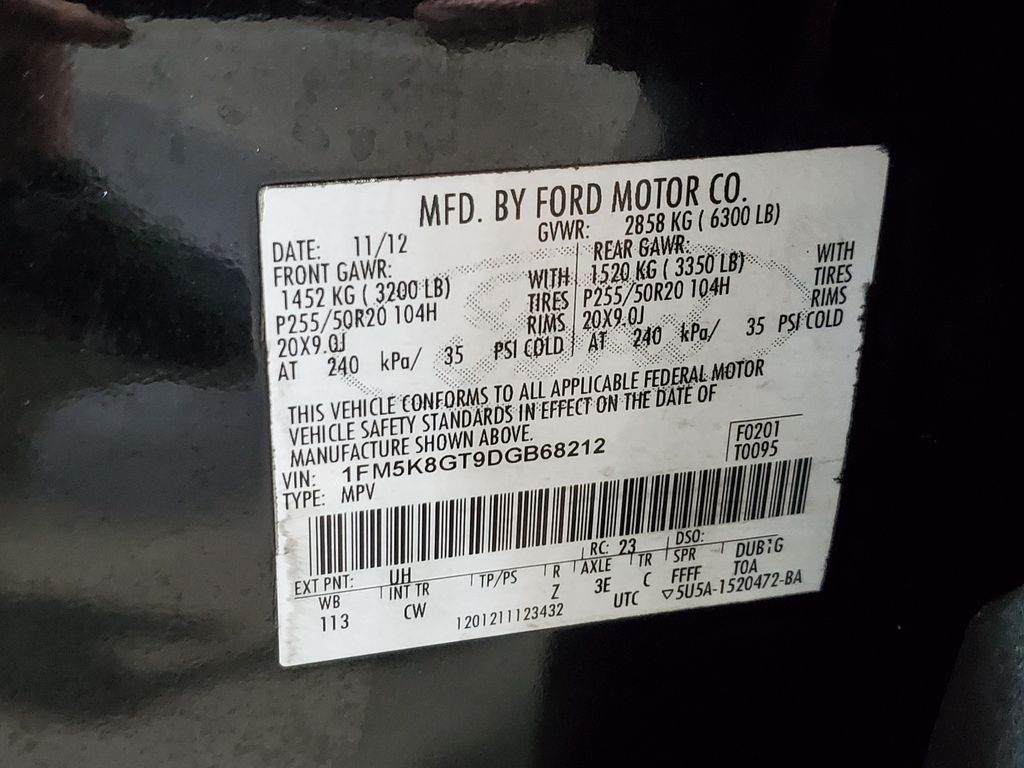 MFD. BY FORD MOTOR CO.
DATE: 11/12 GVWR: 2858 KG ( 6300 LB)
FRONT GAWR: REAR GAWR:
1452 KG ( 3200 LB) WITH 1520 KG ( 3350 LB) WITH
P255/50R20 104H TIRES P255/50R20 104H TIRES
20X9.0J RIMS 20X9.0J RIMS
AT 240 kPa/ 35 PSI COLD AT 240 kPa/ 35 PSI COLD
THIS VEHICLE CONFORMS TO ALL APPLICABLE FEDERAL MOTOR
VEHICLE SAFETY STANDARDS IN EFFECT ON THE DATE OF
MANUFACTURE SHOWN ABOVE.
VIN: 1FM5K8GT9DGB68212 F0201
TYPE: MPV T0095
EXT PNT: UH RC: 23 DSO:
WB INT TR TP/PS R AXLE TR SPR DUBIG
113 CW Z 3E C FFFF TOA
1201211123432 UTC ▽5U5A-1520472-BA